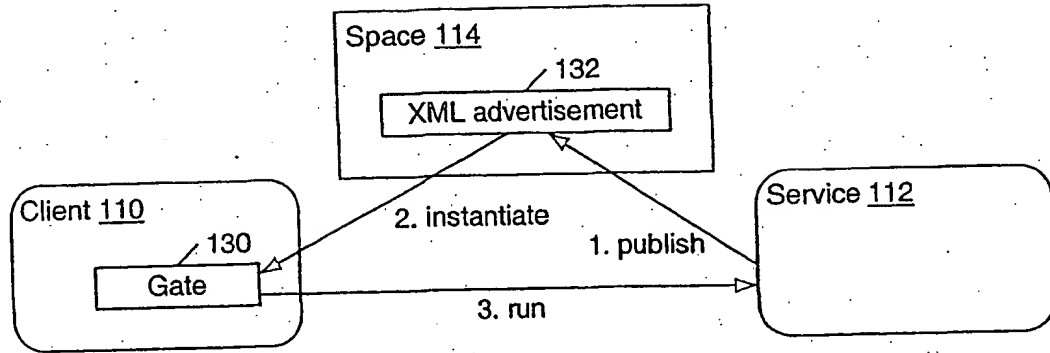 Space 114
132
XML advertisement
Client 110
2. instantiate
Service 112
130
1. publish
Gate
3. run